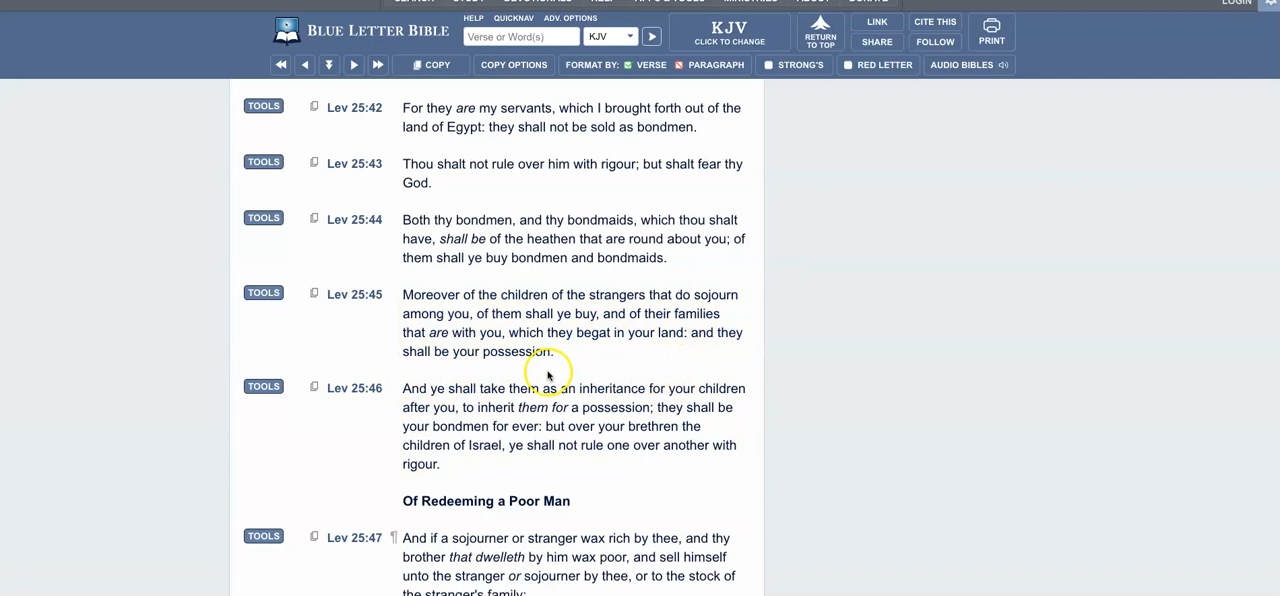 LOGIN
HELP QUICKNAV ADV. OPTIONS
BLUE LETTER BIBLE
Verse or Word(s)
KJV
KJV
CLICK TO CHANGE
RETURN
TO TOP
LINK
CITE THIS
SHARE
FOLLOW
PRINT
COPY
COPY OPTIONS
FORMAT BY: VERSE PARAGRAPH
STRONG'S
RED LETTER
AUDIO BIBLES
TOOLS Lev 25:42 For they are my servants, which I brought forth out of the
land of Egypt: they shall not be sold as bondmen.
TOOLS Lev 25:43 Thou shalt not rule over him with rigour; but shalt fear thy
God.
TOOLS Lev 25:44 Both thy bondmen, and thy bondmaids, which thou shalt
have, shall be of the heathen that are round about you; of
them shall ye buy bondmen and bondmaids.
TOOLS Lev 25:45 Moreover of the children of the strangers that do sojourn
among you, of them shall ye buy, and of their families
that are with you, which they begat in your land: and they
shall be your possession.
TOOLS Lev 25:46 And ye shall take them as an inheritance for your children
after you, to inherit them for a possession; they shall be
your bondmen for ever: but over your brethren the
children of Israel, ye shall not rule one over another with
rigour.
Of Redeeming a Poor Man
TOOLS Lev 25:47 ¶ And if a sojourner or stranger wax rich by thee, and thy
brother that dwelleth by him wax poor, and sell himself
unto the stranger or sojourner by thee, or to the stock of
the stranger's family: